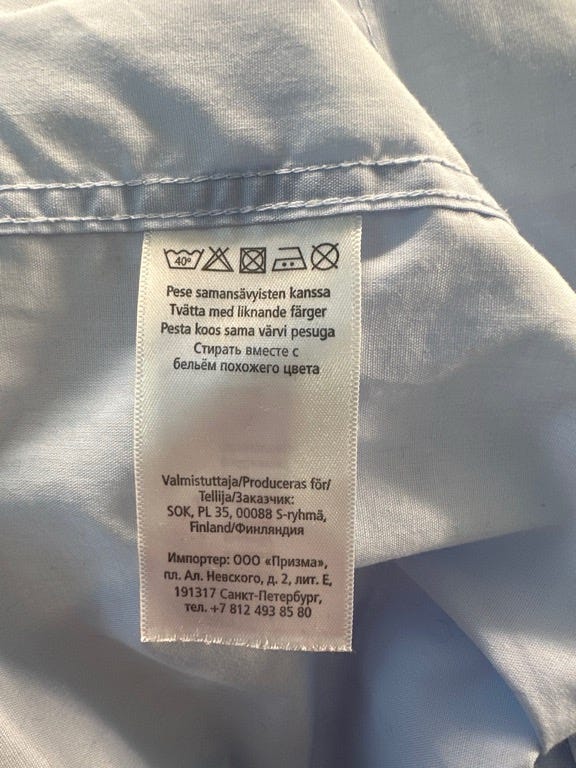 40°
Pese samansävyisten kanssa
Tvätta med liknande färger
Pesta koos sama värvi pesuga
Стирать вместе с
бельём похожего цвета
Valmistuttaja/Produceras för/
Tellija/Заказчик:
SOK, PL 35, 00088 S-ryhmä,
Finland/Финляндия
Импортер: ООО «Призма»,
пл. Ал. Невского, д. 2, лит. Е,
191317 Санкт-Петербург,
тел. +7 812 493 85 80